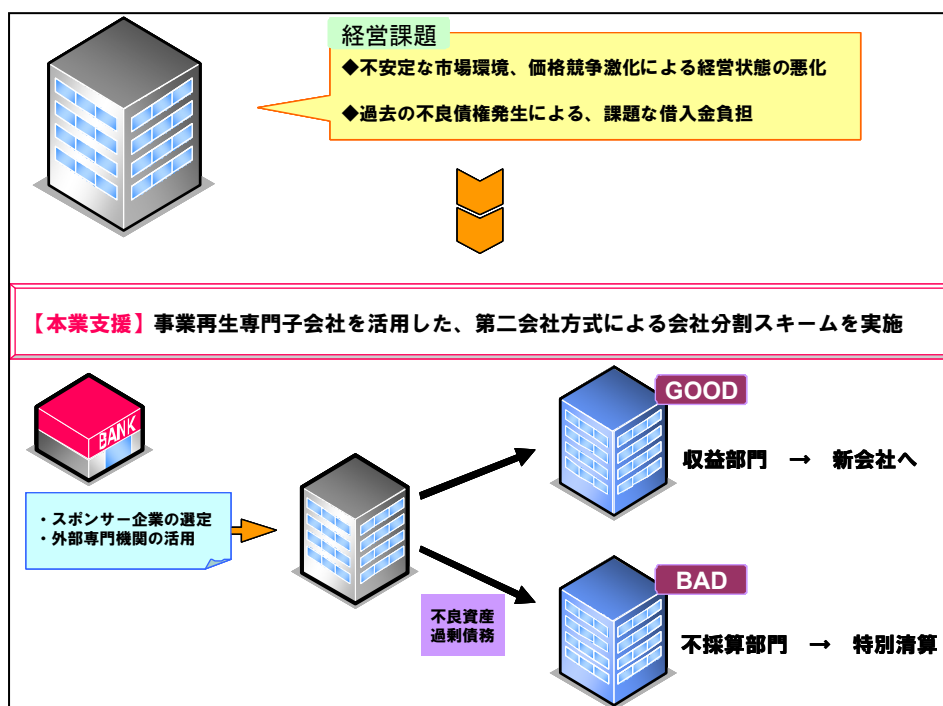 経営課題
◆不安定な市場環境、価格競争激化による経営状態の悪化
◆過去の不良債権発生による、課題な借入金負担
【本業支援】事業再生専門子会社を活用した、第二会社方式による会社分割スキームを実施
BANK
・スポンサー企業の選定
・外部専門機関の活用
GOOD
収益部門 → 新会社へ
不良資産
過剰債務
BAD
不採算部門 → 特別清算